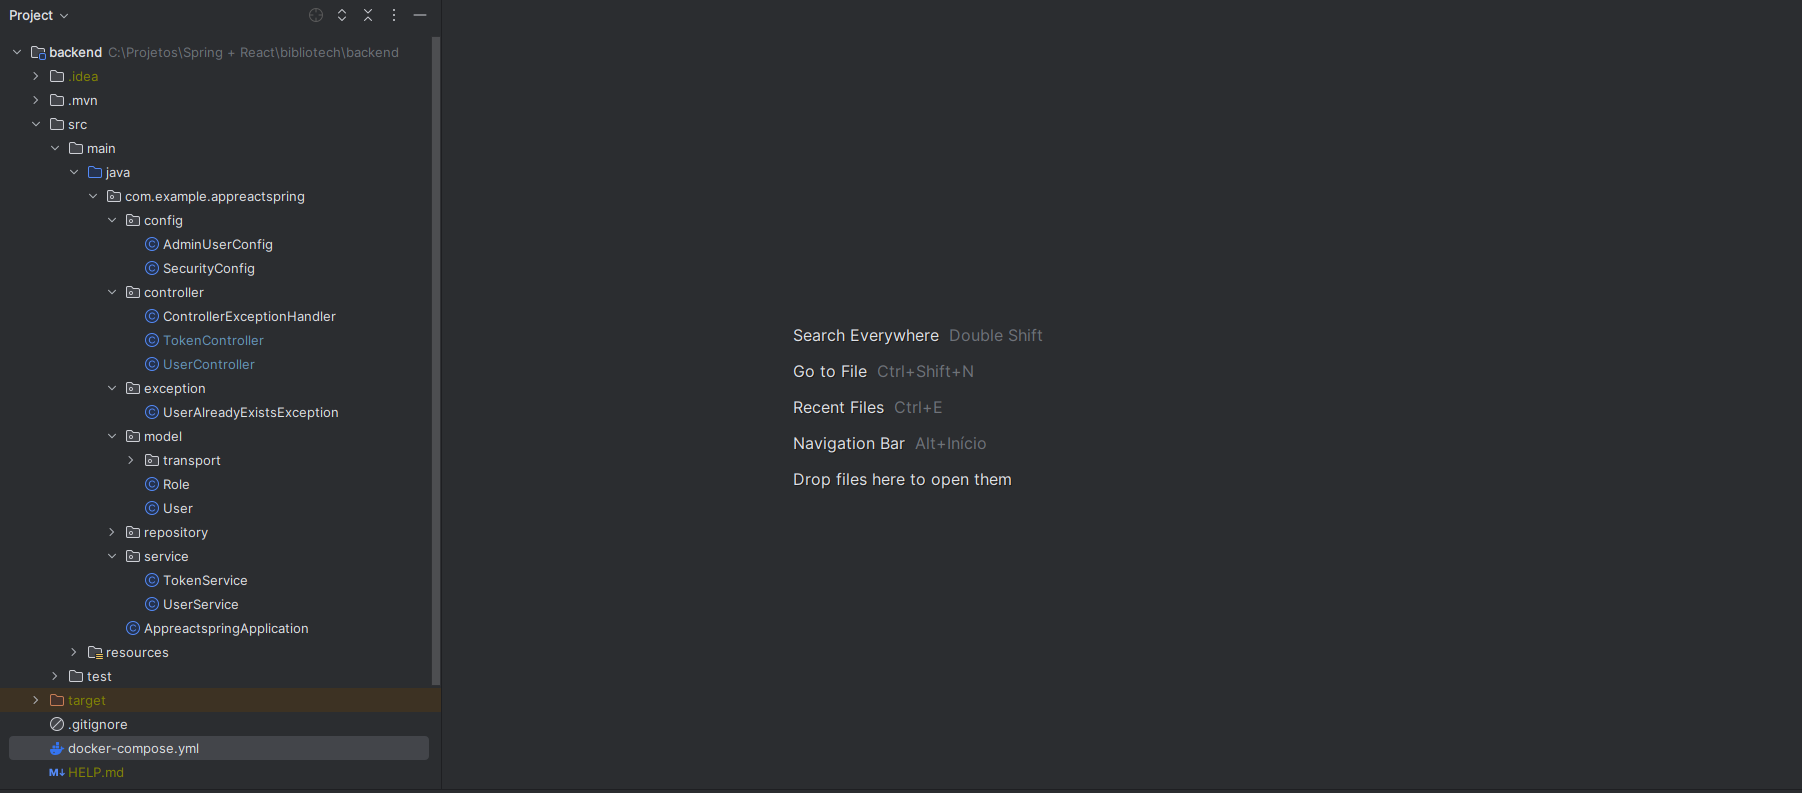 Project
backend C:\Projetos\Spring + React\bibliotech\backend
.idea
.mvn
src
main
java
com.example.appreactspring
config
AdminUserConfig
SecurityConfig
controller
ControllerExceptionHandler
TokenController
UserController
exception
UserAlreadyExistsException
model
transport
Role
User
repository
service
TokenService
UserService
AppreactspringApplication
resources
test
target
.gitignore
docker-compose.yml
HELP.md
Search Everywhere Double Shift
Go to File Ctrl+Shift+N
Recent Files Ctrl+E
Navigation Bar Alt+Início
Drop files here to open them